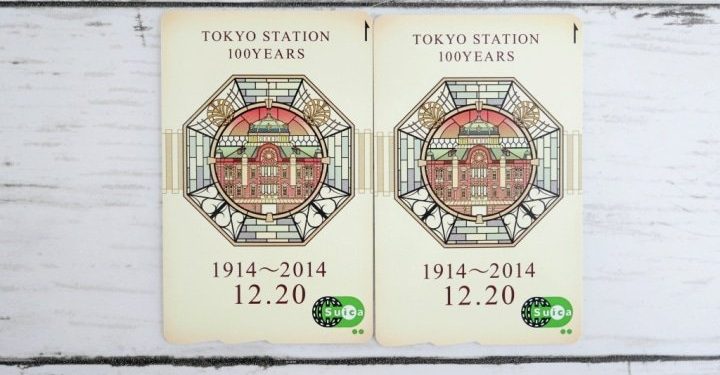 TOKYO STATION
100YEARS
1914～2014
12.20
Suica
TOKYO STATION
100YEARS
1914～2014
12.20
Suica